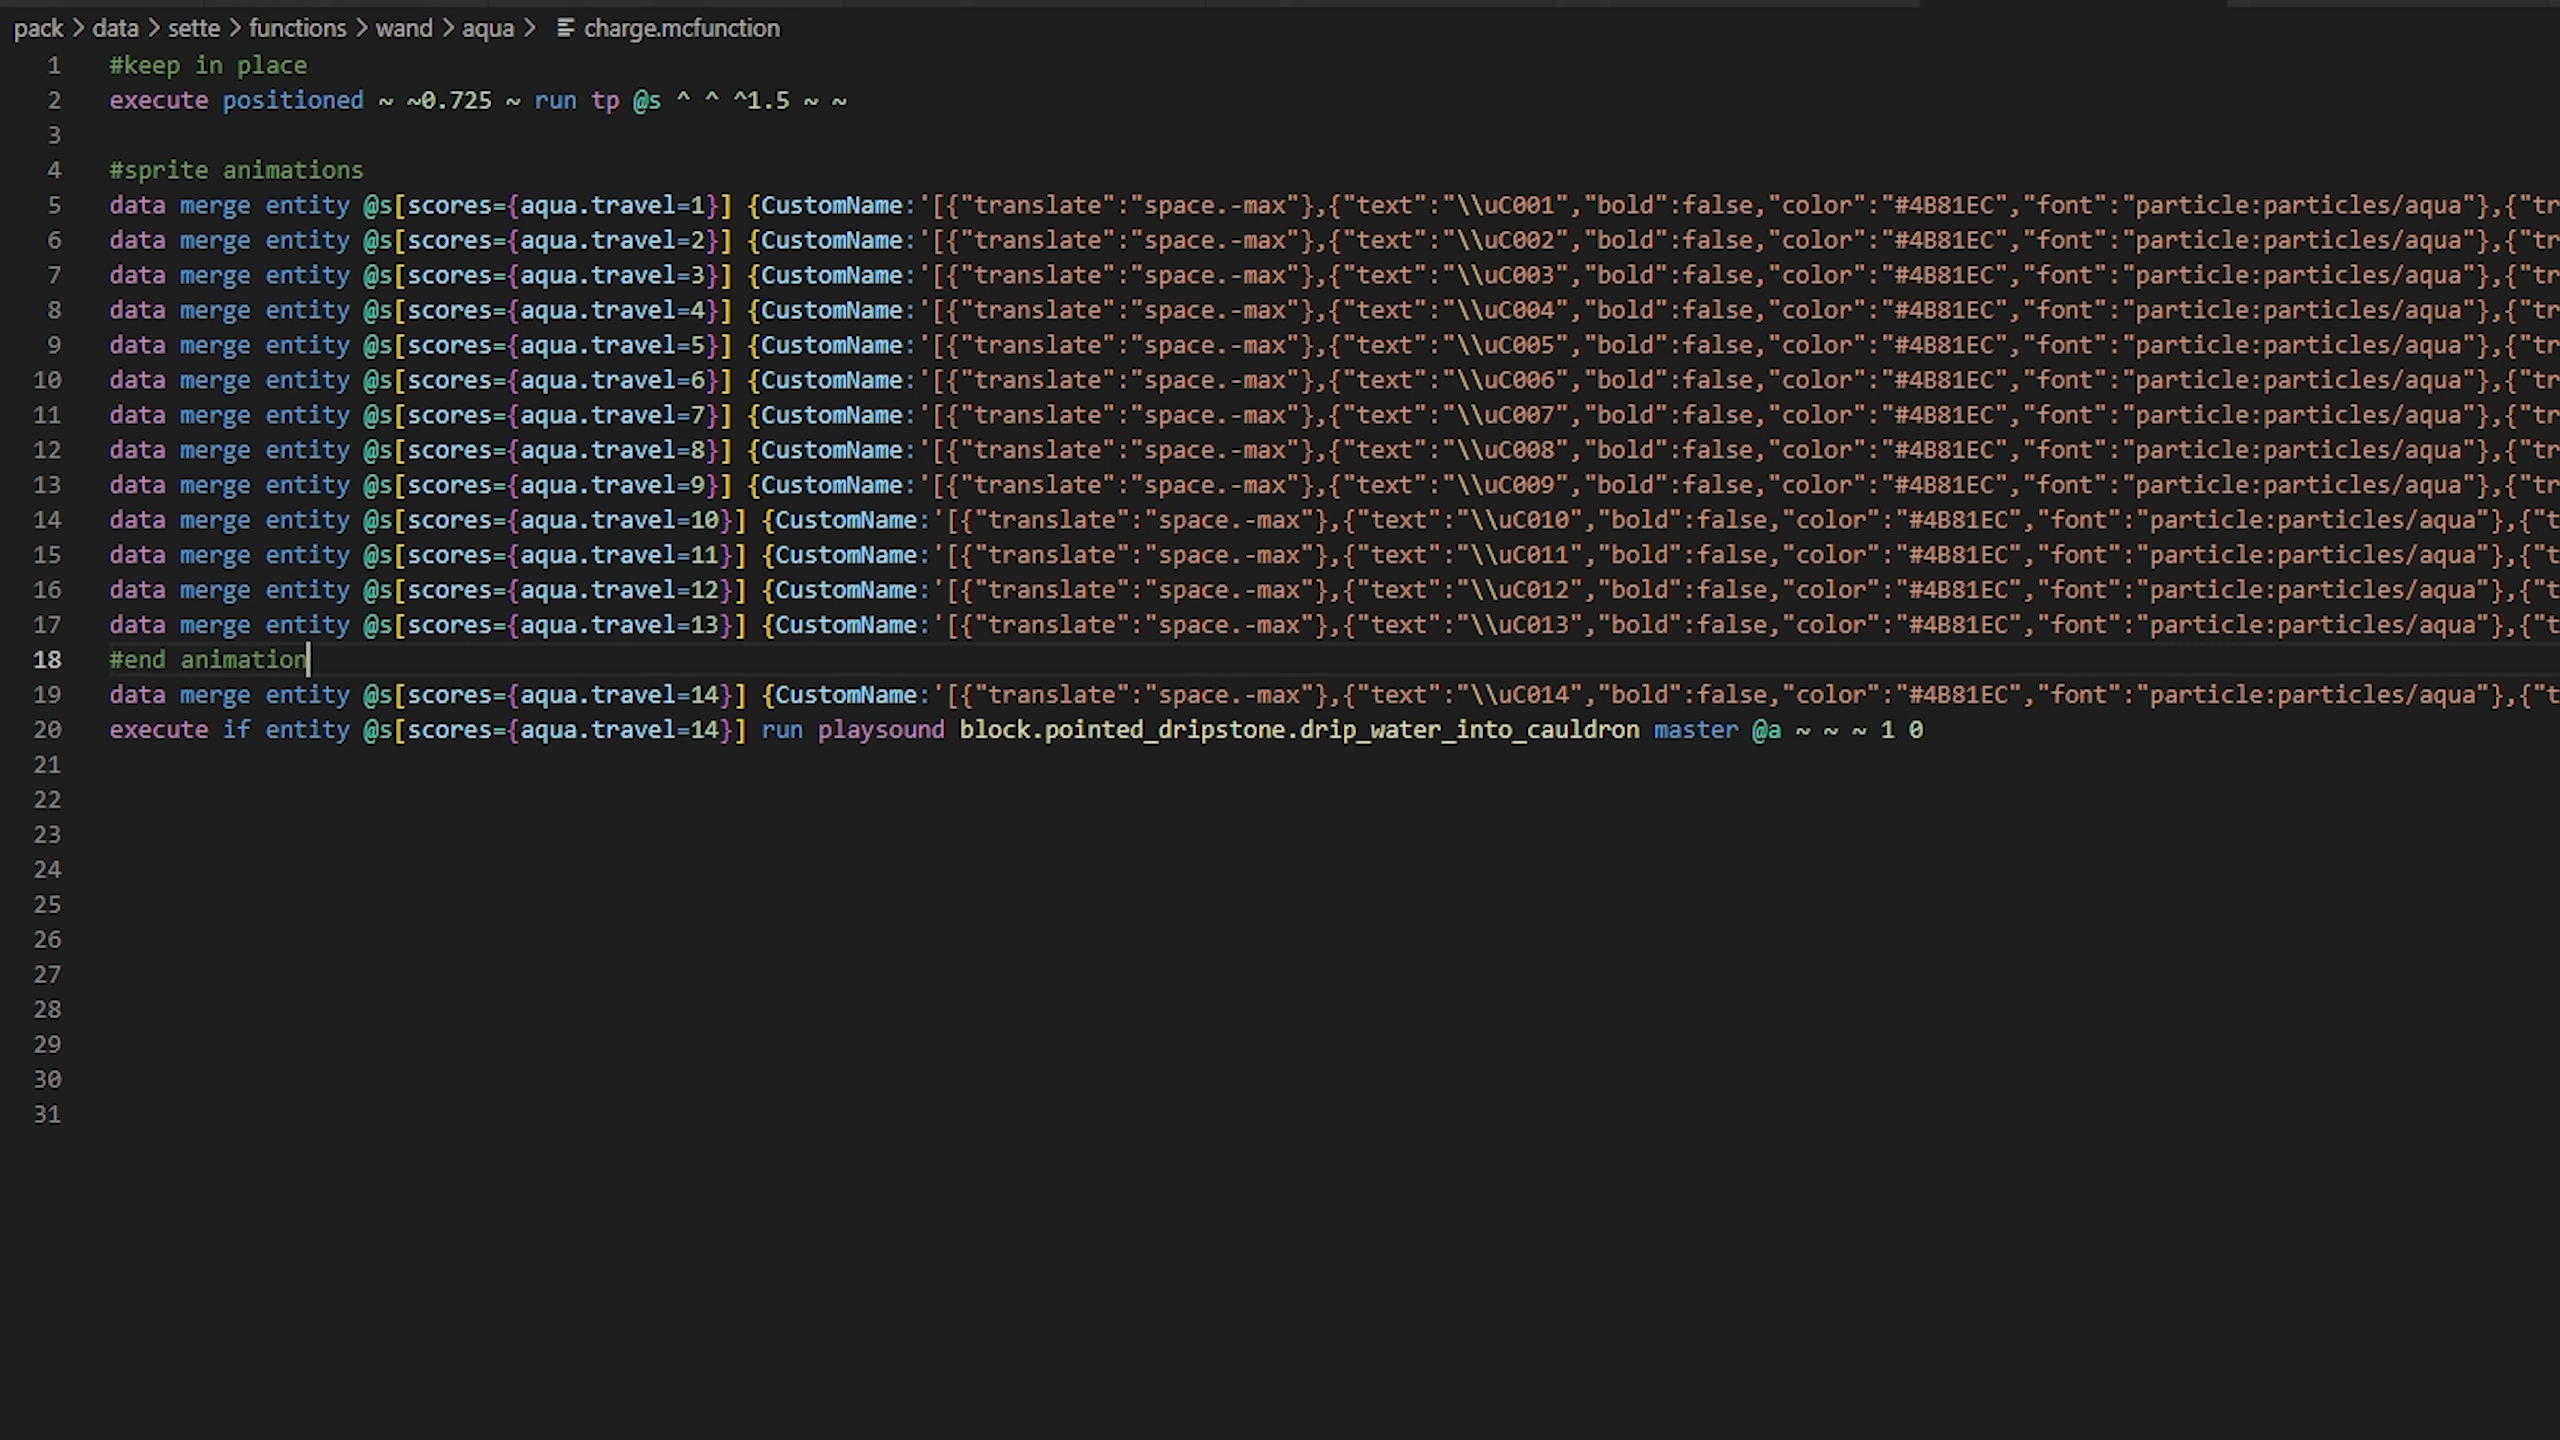 pack > data > sette > functions > wand > aqua > charge.mcfunction
1 #keep in place
2 execute positioned ~ ~0.725 ~ run tp @s ^ ^ ^1.5 ~ ~
3
4 #sprite animations
5 data merge entity @s[scores={aqua.travel=1}] {CustomName:'[{"translate":"space.-max"},{"text":"\\uC001","bold":false,"color":"#4B81EC","font":"particle:particles/aqua"},{"tr
6 data merge entity @s[scores={aqua.travel=2}] {CustomName:'[{"translate":"space.-max"},{"text":"\\uC002","bold":false,"color":"#4B81EC","font":"particle:particles/aqua"},{"tr
7 data merge entity @s[scores={aqua.travel=3}] {CustomName:'[{"translate":"space.-max"},{"text":"\\uC003","bold":false,"color":"#4B81EC","font":"particle:particles/aqua"},{"tr
8 data merge entity @s[scores={aqua.travel=4}] {CustomName:'[{"translate":"space.-max"},{"text":"\\uC004","bold":false,"color":"#4B81EC","font":"particle:particles/aqua"},{"tr
9 data merge entity @s[scores={aqua.travel=5}] {CustomName:'[{"translate":"space.-max"},{"text":"\\uC005","bold":false,"color":"#4B81EC","font":"particle:particles/aqua"},{"tr
10 data merge entity @s[scores={aqua.travel=6}] {CustomName:'[{"translate":"space.-max"},{"text":"\\uC006","bold":false,"color":"#4B81EC","font":"particle:particles/aqua"},{"tr
11 data merge entity @s[scores={aqua.travel=7}] {CustomName:'[{"translate":"space.-max"},{"text":"\\uC007","bold":false,"color":"#4B81EC","font":"particle:particles/aqua"},{"tr
12 data merge entity @s[scores={aqua.travel=8}] {CustomName:'[{"translate":"space.-max"},{"text":"\\uC008","bold":false,"color":"#4B81EC","font":"particle:particles/aqua"},{"tr
13 data merge entity @s[scores={aqua.travel=9}] {CustomName:'[{"translate":"space.-max"},{"text":"\\uC009","bold":false,"color":"#4B81EC","font":"particle:particles/aqua"},{"tr
14 data merge entity @s[scores={aqua.travel=10}] {CustomName:'[{"translate":"space.-max"},{"text":"\\uC010","bold":false,"color":"#4B81EC","font":"particle:particles/aqua"},{"t
15 data merge entity @s[scores={aqua.travel=11}] {CustomName:'[{"translate":"space.-max"},{"text":"\\uC011","bold":false,"color":"#4B81EC","font":"particle:particles/aqua"},{"t
16 data merge entity @s[scores={aqua.travel=12}] {CustomName:'[{"translate":"space.-max"},{"text":"\\uC012","bold":false,"color":"#4B81EC","font":"particle:particles/aqua"},{"t
17 data merge entity @s[scores={aqua.travel=13}] {CustomName:'[{"translate":"space.-max"},{"text":"\\uC013","bold":false,"color":"#4B81EC","font":"particle:particles/aqua"},{"t
18 #end animation
19 data merge entity @s[scores={aqua.travel=14}] {CustomName:'[{"translate":"space.-max"},{"text":"\\uC014","bold":false,"color":"#4B81EC","font":"particle:particles/aqua"},{"t
20 execute if entity @s[scores={aqua.travel=14}] run playsound block.pointed_dripstone.drip_water_into_cauldron master @a ~ ~ ~ 1 0
21
22
23
24
25
26
27
28
29
30
31